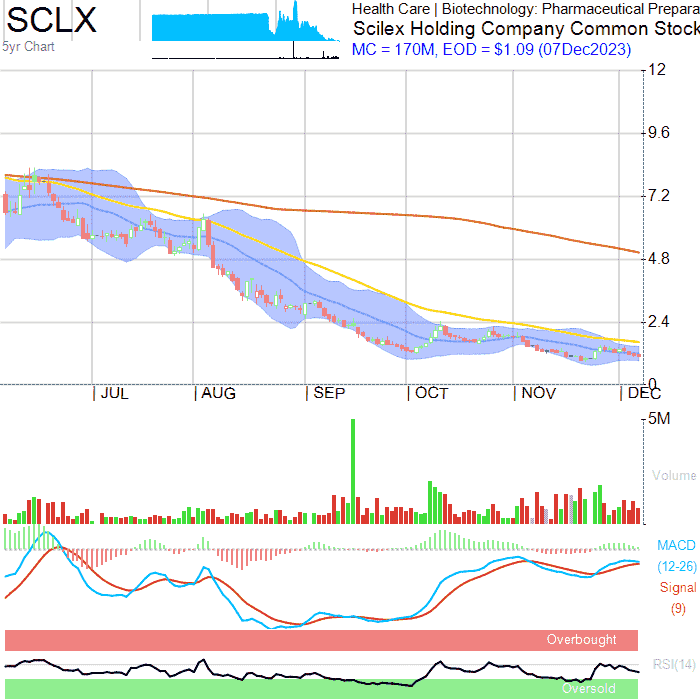 SCLX
5yr Chart
Health Care | Biotechnology: Pharmaceutical Prepara
Scilex Holding Company Common Stock
MC = 170M, EOD = $1.09 (07Dec2023)
12
9.6
7.2
4.8
2.4
0
| JUL | AUG | SEP | OCT | NOV | DEC
5M
Volume
MACD
(12-26)
Signal
(9)
Overbought
RSI(14)
Oversold